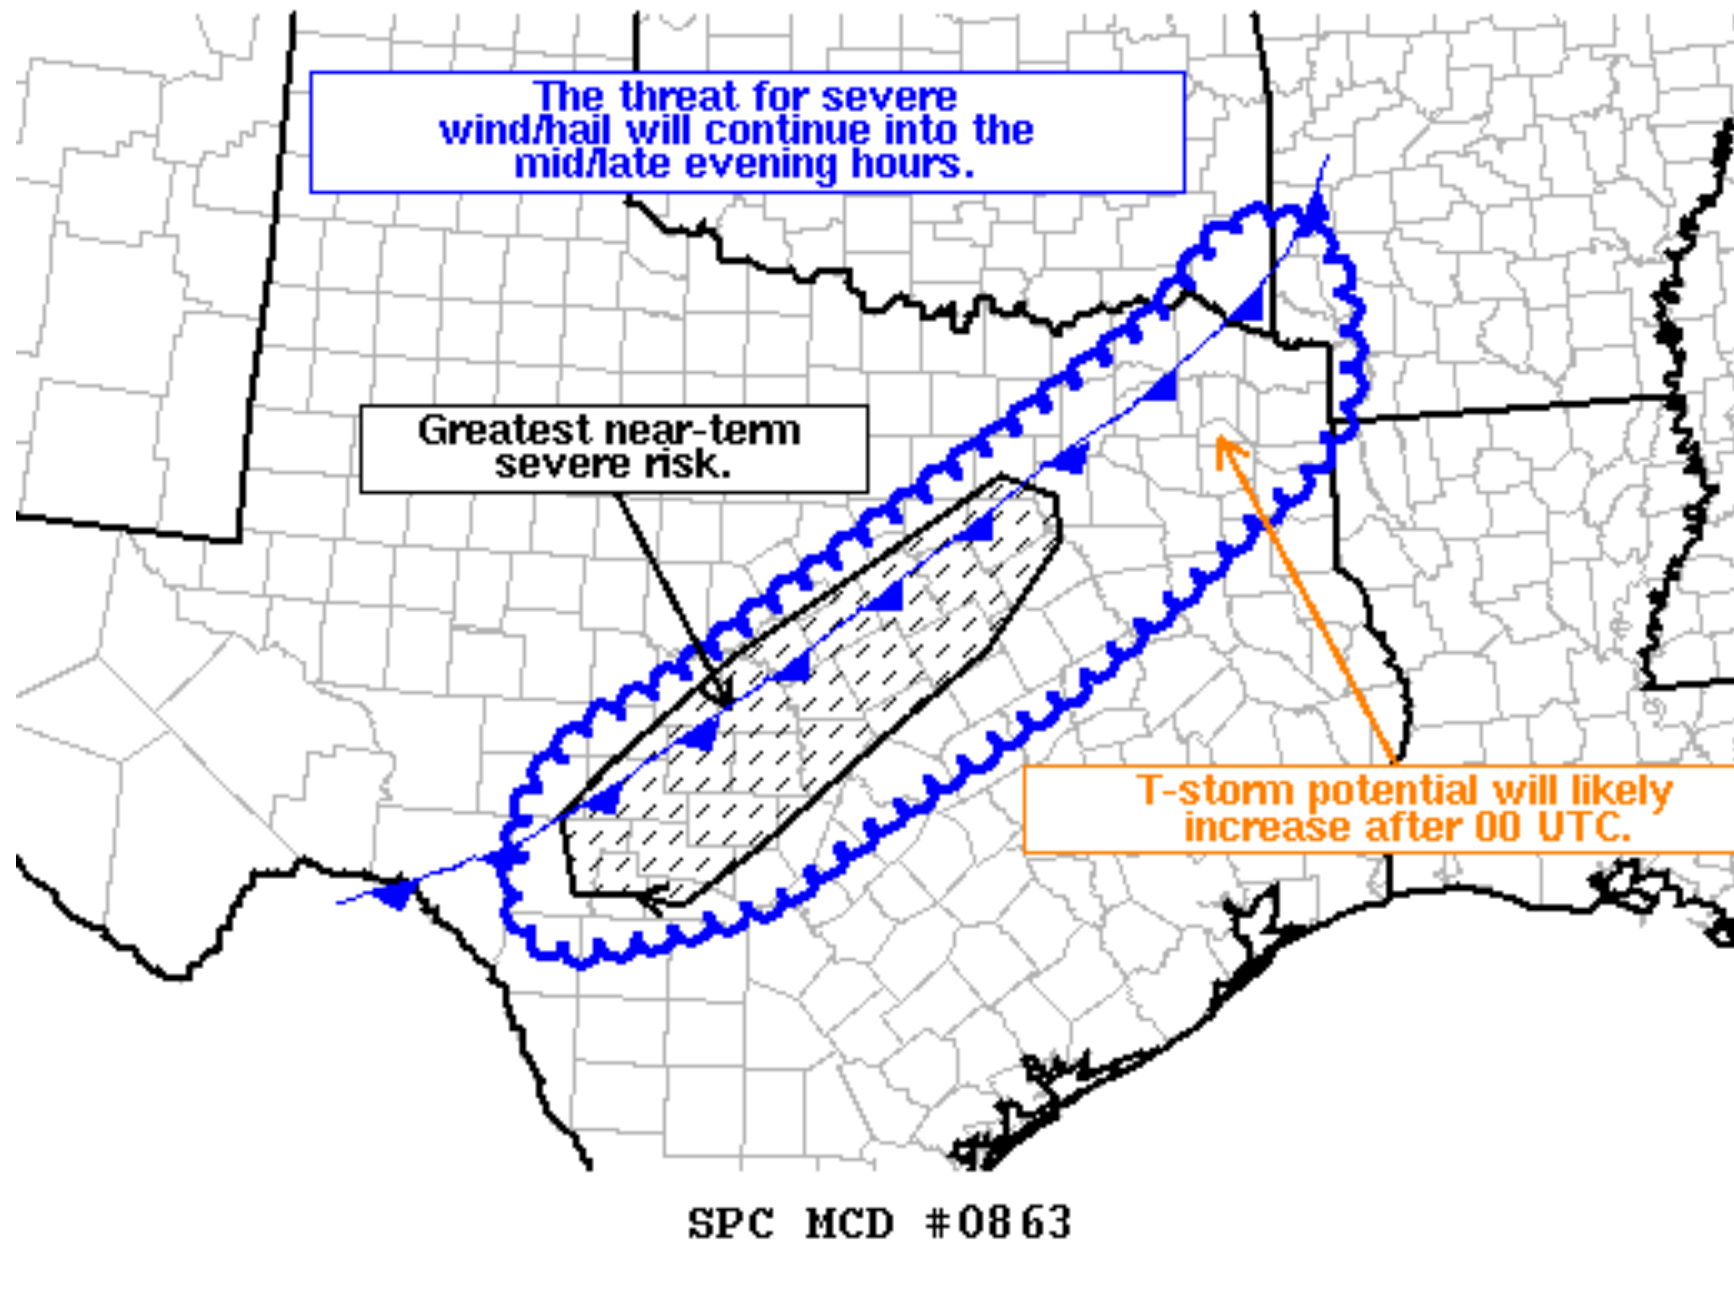 The threat for severe
wind/hail will continue into the
mid/late evening hours.
Greatest near-term
severe risk.
T-storm potential will likely
increase after 00 UTC.
SPC MCD #0863